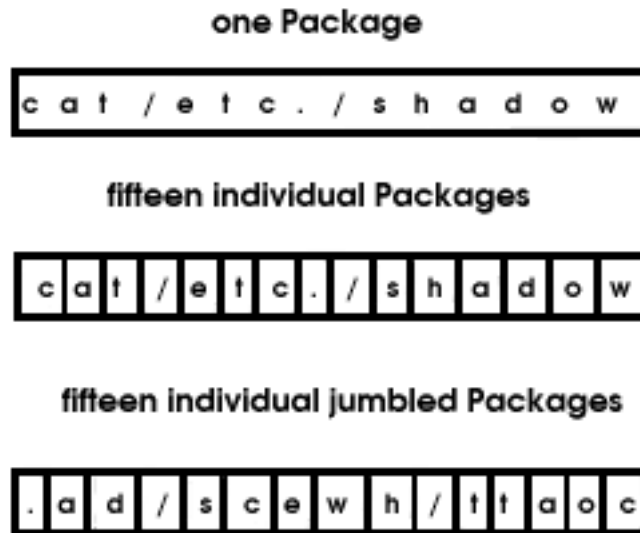 one Package
c a t / e t c . / s h a d o w
fifteen individual Packages
c a t / e t c . / s h a d o w
fifteen individual jumbled Packages
. a d / s c e w h / t t a o c